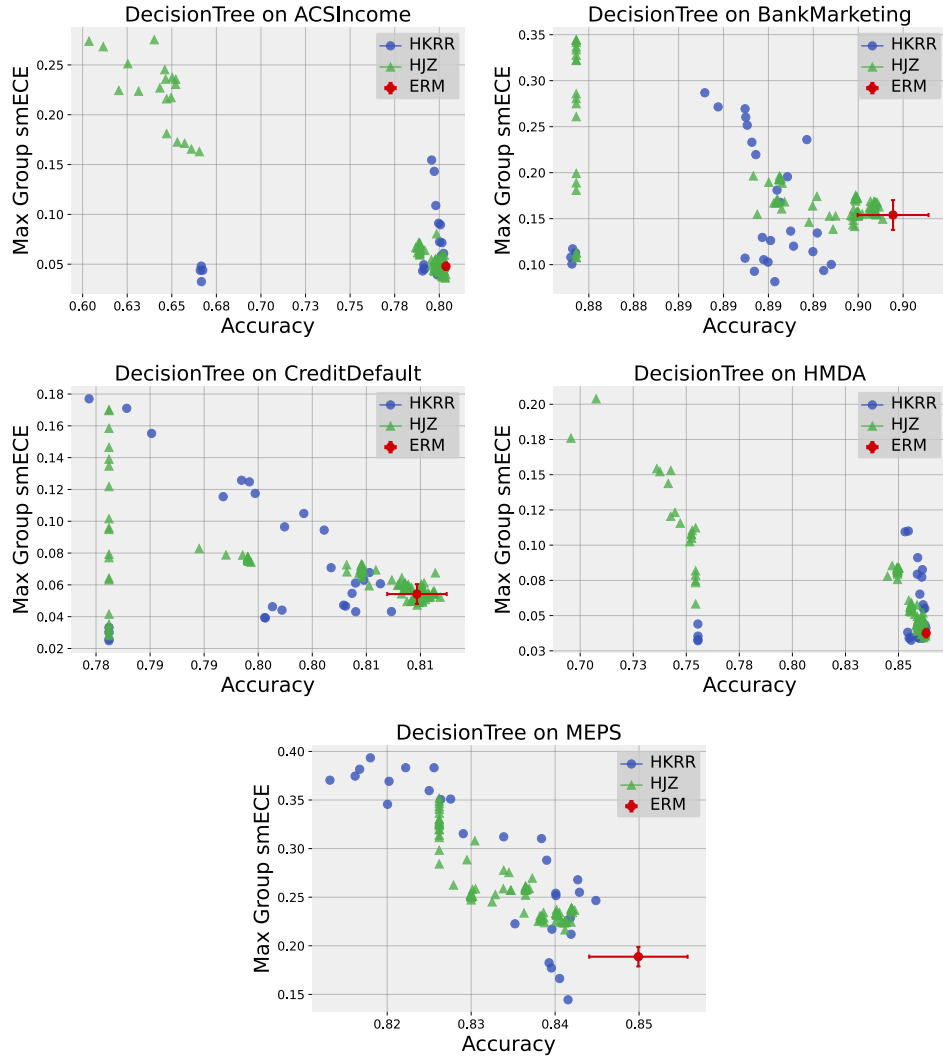 DecisionTree on ACSIncome
Max Group smECE
0.25
0.20
0.15
0.10
0.05
HKRR
HJZ
ERM
0.60 0.63 0.65 0.68 0.70 0.73 0.75 0.78 0.80
Accuracy
DecisionTree on BankMarketing
Max Group smECE
0.35
0.30
0.25
0.20
0.15
0.10
HKRR
HJZ
ERM
0.88 0.88 0.89 0.89 0.89 0.89 0.90 0.90
Accuracy
DecisionTree on CreditDefault
Max Group smECE
0.18
0.16
0.14
0.12
0.10
0.08
0.06
0.04
0.02
HKRR
HJZ
ERM
0.78 0.79 0.79 0.80 0.80 0.81 0.81
Accuracy
DecisionTree on HMDA
Max Group smECE
0.20
0.18
0.15
0.12
0.10
0.08
0.05
0.03
HKRR
HJZ
ERM
0.70 0.73 0.75 0.78 0.80 0.83 0.85
Accuracy
DecisionTree on MEPS
Max Group smECE
0.40
0.35
0.30
0.25
0.20
0.15
HKRR
HJZ
ERM
0.82 0.83 0.84 0.85
Accuracy